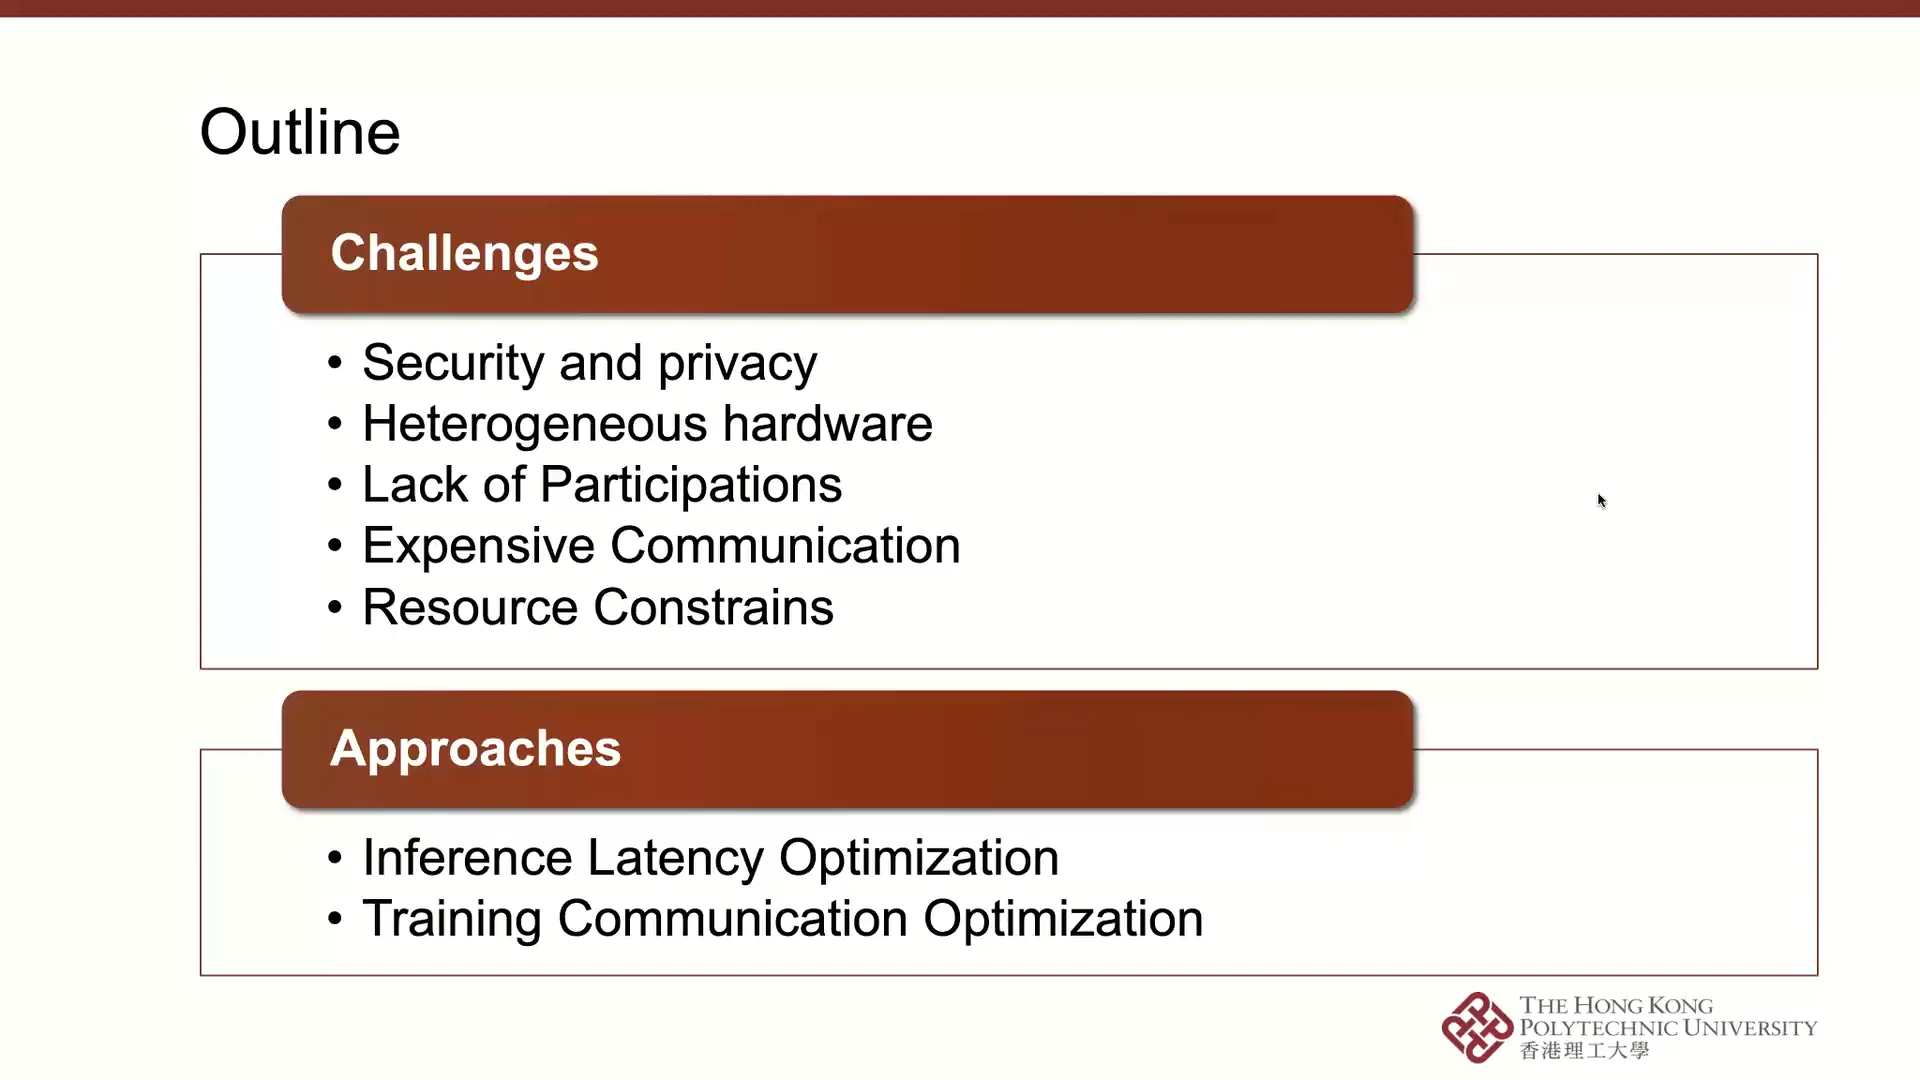 Outline
Challenges
• Security and privacy
• Heterogeneous hardware
• Lack of Participations
• Expensive Communication
• Resource Constrains
Approaches
• Inference Latency Optimization
• Training Communication Optimization
THE HONG KONG
POLYTECHNIC UNIVERSITY
香港理工大學